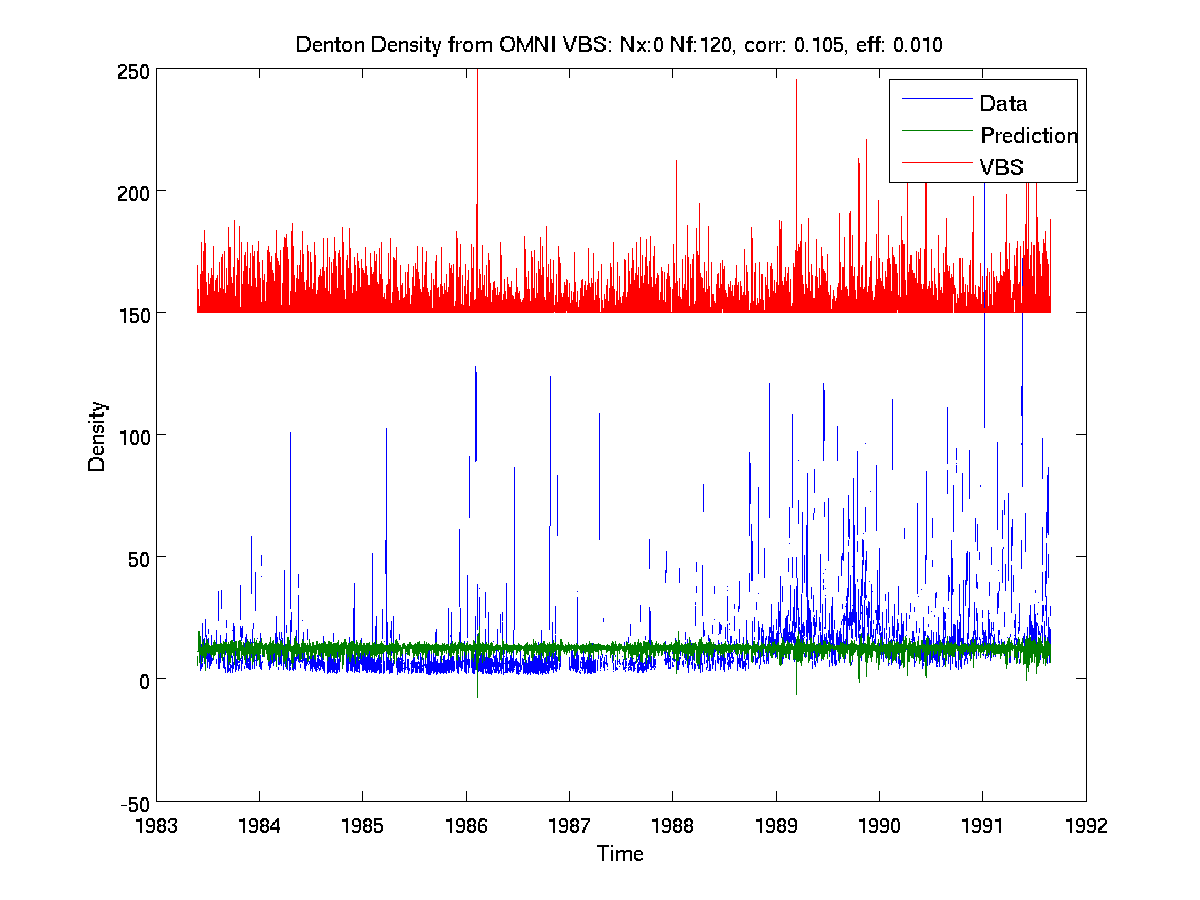 Denton Density from OMNI VBS: Nx:0 Nf:120, corr: 0.105, eff: 0.010
250
200
150
100
50
0
-50
Density
Data
Prediction
VBS
1983 1984 1985 1986 1987 1988 1989 1990 1991 1992
Time